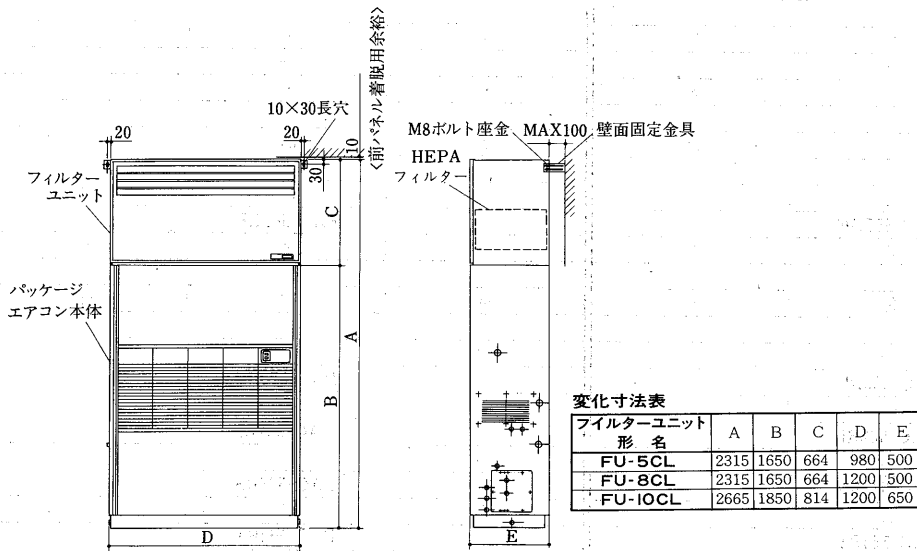 〈前パネル着脱用余裕〉
10×30長穴
20
20
10
30
フィルター
ユニット
C
パッケージ
エアコン本体
A
B
D
M8ボルト座金
MAX100
壁面固定金具
HEPA
フィルター
E
変化寸法表
フイルターユニット
形 名
A B C D E
FU-5CL 2315 1650 664 980 500
FU-8CL 2315 1650 664 1200 500
FU-10CL 2665 1850 814 1200 650